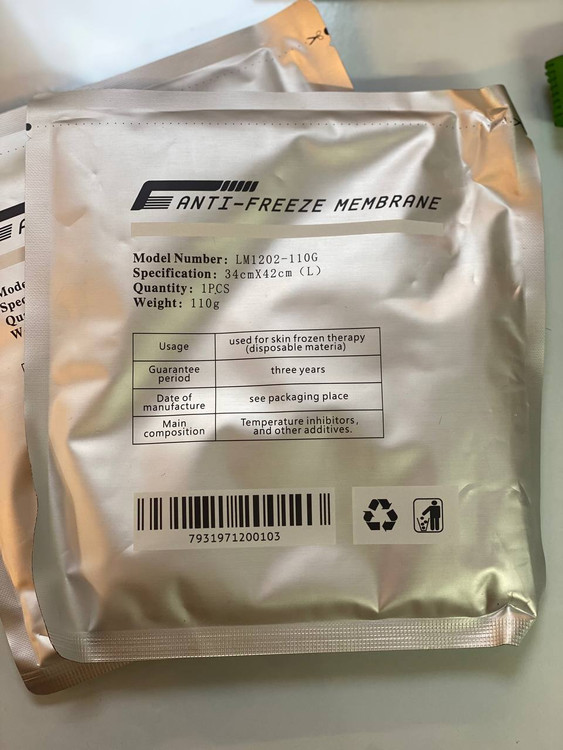 ANTI-FREEZE MEMBRANE
Model Number: LM1202-110G
Specification: 34cmX42cm (L)
Quantity: 1PCS
Weight: 110g
Usage
used for skin frozen therapy
(disposable materia)
Guarantee
period
three years
Date of
manufacture
see packaging place
Main
composition
Temperature inhibitors,
and other additives.
7931971200103